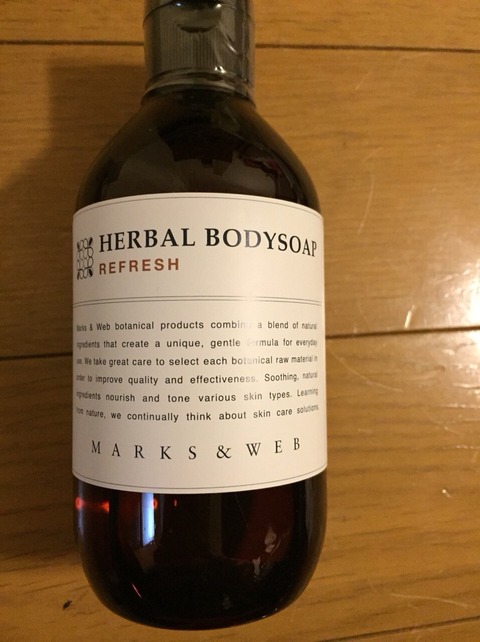 HERBAL BODYSOAP
REFRESH
Marks & Web botanical products combine a blend of natural
ingredients that create a unique, gentle formula for everyday
use. We take great care to select each botanical raw material in
order to improve quality and effectiveness. Soothing, natural
ingredients nourish and tone various skin types. Learning
from nature, we continually think about skin care solutions.
MARKS & WEB